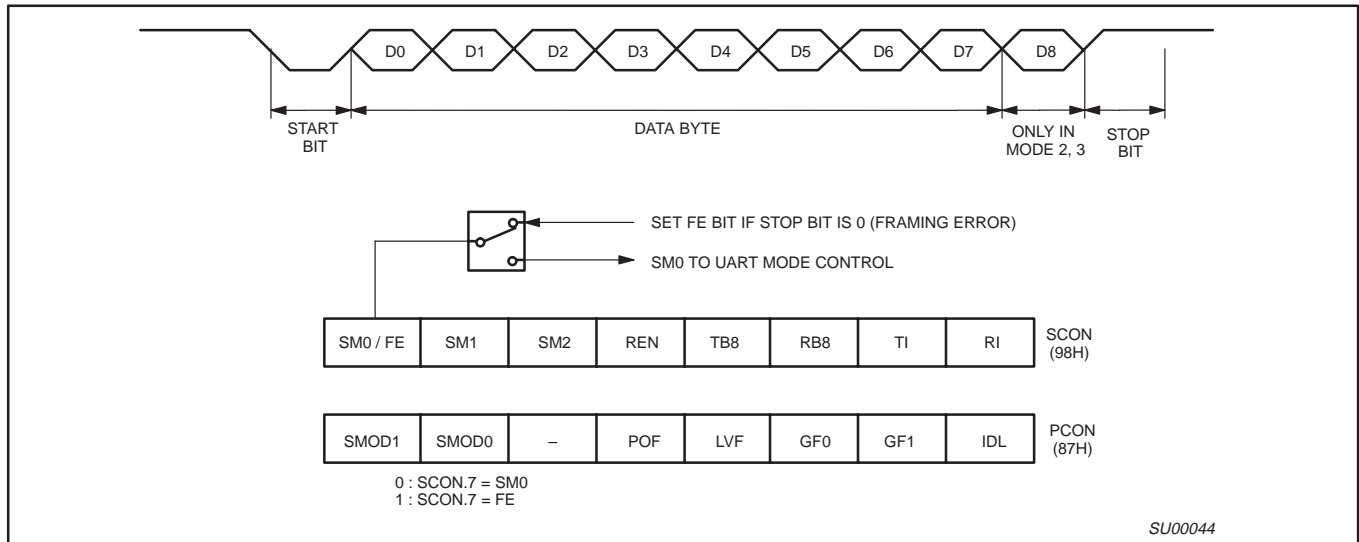 D0 D1 D2 D3 D4 D5 D6 D7 D8
START
BIT
DATA BYTE
ONLY IN
MODE 2, 3
STOP
BIT
SET FE BIT IF STOP BIT IS 0 (FRAMING ERROR)
SM0 TO UART MODE CONTROL
SM0 / FE SM1 SM2 REN TB8 RB8 TI RI
SCON
(98H)
SMOD1 SMOD0 – POF LVF GF0 GF1 IDL
PCON
(87H)
0 : SCON.7 = SM0
1 : SCON.7 = FE
SU00044